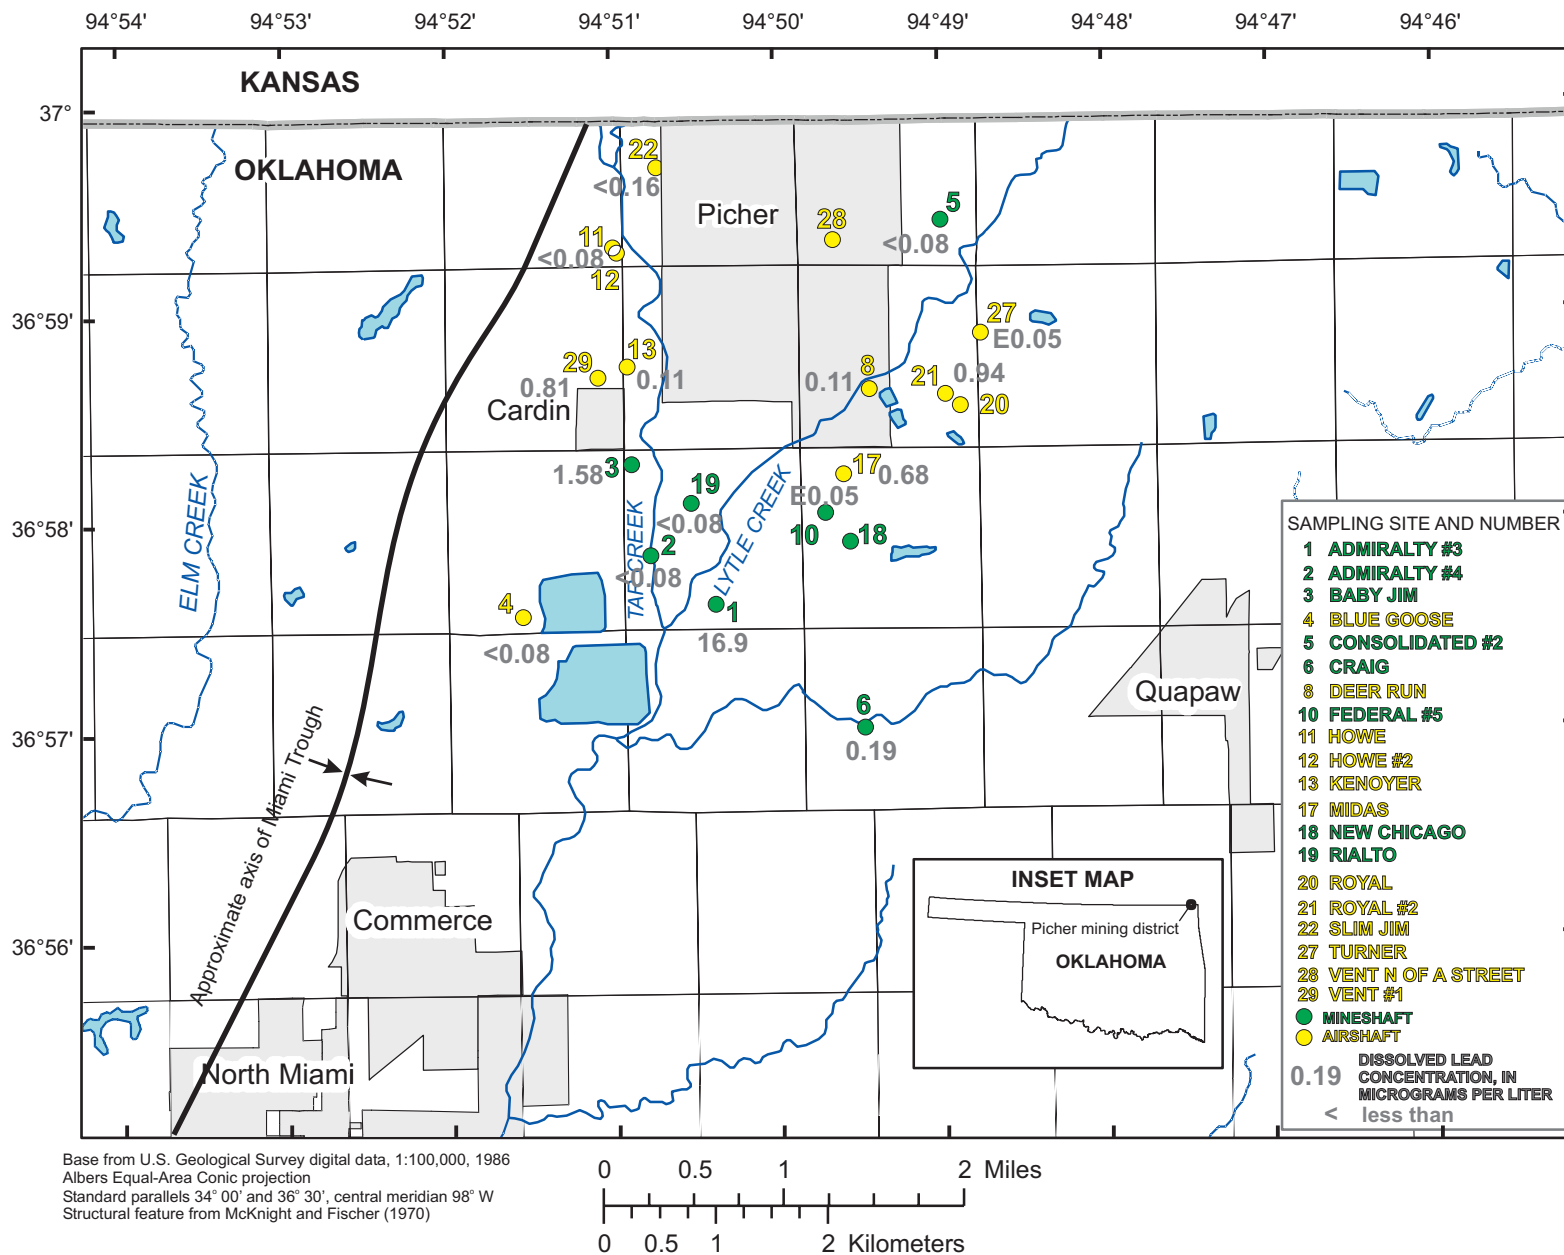 94°54' 94°53' 94°52' 94°51' 94°50' 94°49' 94°48' 94°47' 94°46'
KANSAS
37°
OKLAHOMA
22
<0.16
Picher
5
28
<0.08
11
<0.08
12
36°59'
27
E0.05
13
29
0.11
0.81
8
0.11
21
0.94
20
Cardin
3
1.58
17
0.68
19
<0.08
E0.05
10
18
36°58'
ELM CREEK
TAR CREEK
LYTLE CREEK
2
<0.08
4
<0.08
1
16.9
Quapaw
6
0.19
36°57'
Approximate axis of Miami Trough
Commerce
36°56'
North Miami
INSET MAP
Picher mining district
OKLAHOMA
SAMPLING SITE AND NUMBER
1 ADMIRALTY #3
2 ADMIRALTY #4
3 BABY JIM
4 BLUE GOOSE
5 CONSOLIDATED #2
6 CRAIG
8 DEER RUN
10 FEDERAL #5
11 HOWE
12 HOWE #2
13 KENOYER
17 MIDAS
18 NEW CHICAGO
19 RIALTO
20 ROYAL
21 ROYAL #2
22 SLIM JIM
27 TURNER
28 VENT N OF A STREET
29 VENT #1
MINESHAFT
AIRSHAFT
0.19 DISSOLVED LEAD
CONCENTRATION, IN
MICROGRAMS PER LITER
< less than
Base from U.S. Geological Survey digital data, 1:100,000, 1986
Albers Equal-Area Conic projection
Standard parallels 34° 00' and 36° 30', central meridian 98° W
Structural feature from McKnight and Fischer (1970)
0 0.5 1 2 Miles
0 0.5 1 2 Kilometers